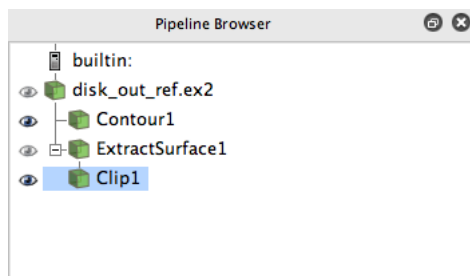 Pipeline Browser
builtin:
disk_out_ref.ex2
Contour1
ExtractSurface1
Clip1